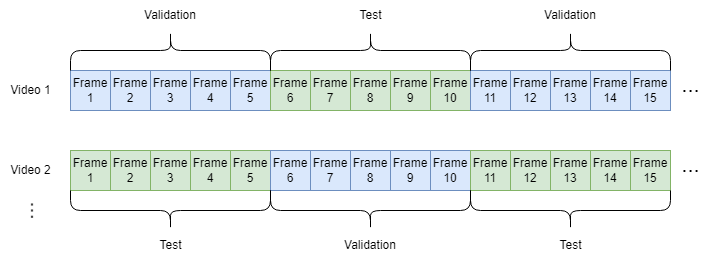 Validation Test Validation
Video 1 Frame 1 Frame 2 Frame 3 Frame 4 Frame 5 Frame 6 Frame 7 Frame 8 Frame 9 Frame 10 Frame 11 Frame 12 Frame 13 Frame 14 Frame 15 ...
Video 2 Frame 1 Frame 2 Frame 3 Frame 4 Frame 5 Frame 6 Frame 7 Frame 8 Frame 9 Frame 10 Frame 11 Frame 12 Frame 13 Frame 14 Frame 15 ...
⋮
Test Validation Test